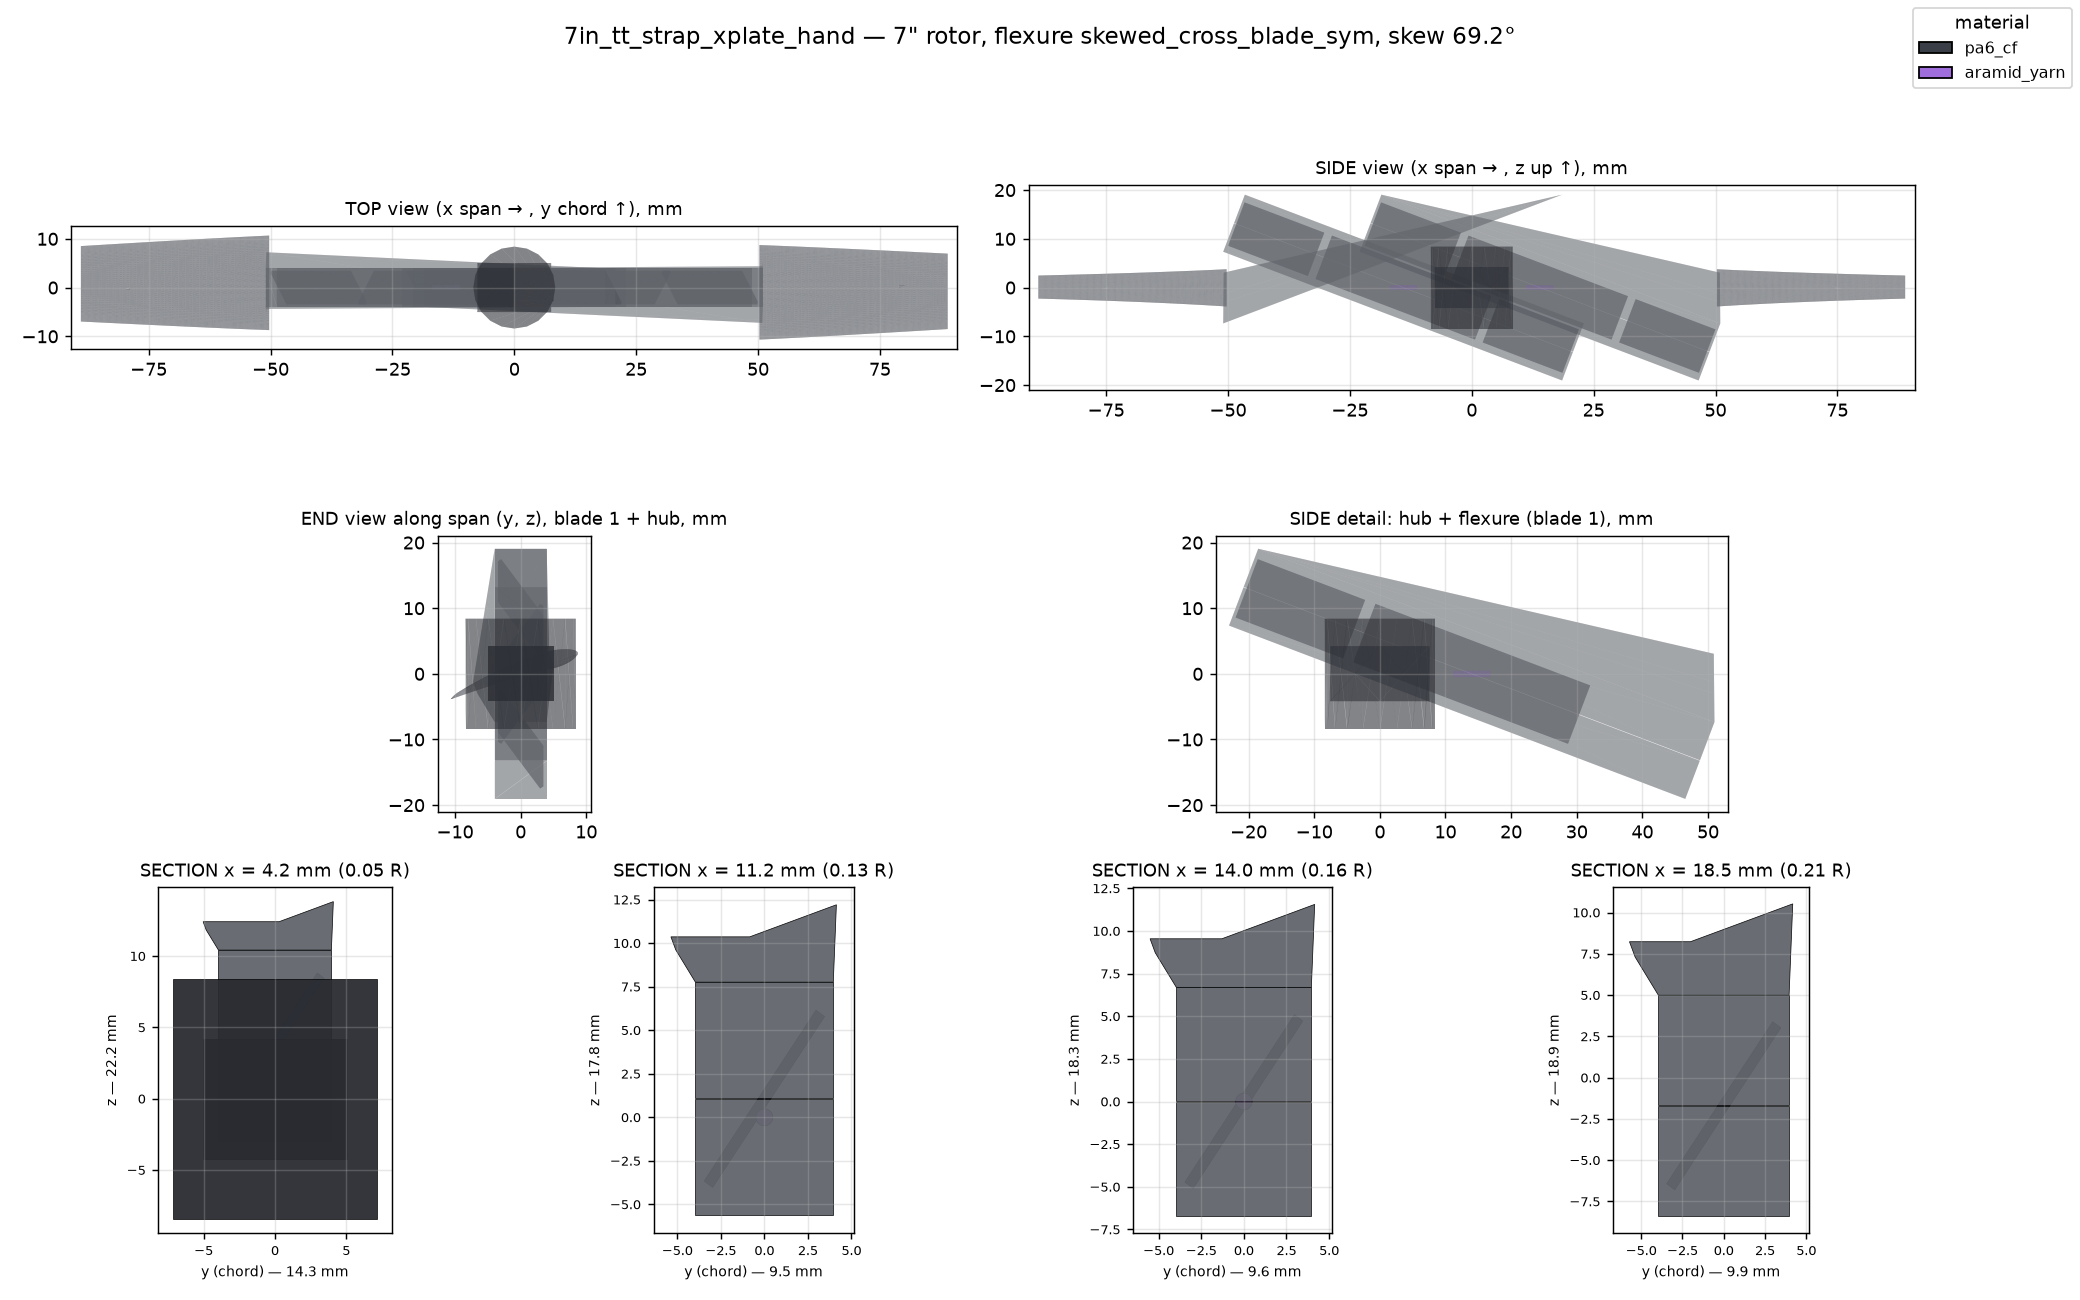 7in_tt_strap_xplate_hand — 7" rotor, flexure skewed_cross_blade_sym, skew 69.2°
material
pa6_cf
aramid_yarn
TOP view (x span → , y chord ↑), mm
10
0
−10
−75 −50 −25 0 25 50 75
SIDE view (x span → , z up ↑), mm
20
10
0
−10
−20
−75 −50 −25 0 25 50 75
END view along span (y, z), blade 1 + hub, mm
20
10
0
−10
−20
−10 0 10
SIDE detail: hub + flexure (blade 1), mm
20
10
0
−10
−20
−20 −10 0 10 20 30 40 50
SECTION x = 4.2 mm (0.05 R)
z — 22.2 mm
10
5
0
−5
−5 0 5
y (chord) — 14.3 mm
SECTION x = 11.2 mm (0.13 R)
z — 17.8 mm
12.5
10.0
7.5
5.0
2.5
0.0
−2.5
−5.0
−5.0 −2.5 0.0 2.5 5.0
y (chord) — 9.5 mm
SECTION x = 14.0 mm (0.16 R)
z — 18.3 mm
12.5
10.0
7.5
5.0
2.5
0.0
−2.5
−5.0
−7.5
−5.0 −2.5 0.0 2.5 5.0
y (chord) — 9.6 mm
SECTION x = 18.5 mm (0.21 R)
z — 18.9 mm
10.0
7.5
5.0
2.5
0.0
−2.5
−5.0
−7.5
−5.0 −2.5 0.0 2.5 5.0
y (chord) — 9.9 mm